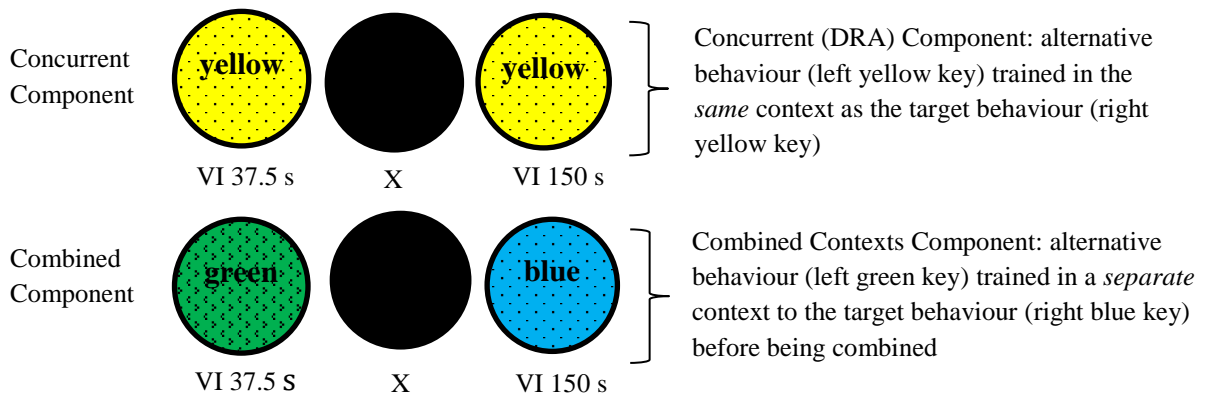 Concurrent
Component
yellow
yellow
VI 37.5 s
X
VI 150 s
Concurrent (DRA) Component: alternative
behaviour (left yellow key) trained in the
same context as the target behaviour (right
yellow key)
Combined
Component
green
blue
VI 37.5 s
X
VI 150 s
Combined Contexts Component: alternative
behaviour (left green key) trained in a separate
context to the target behaviour (right blue key)
before being combined